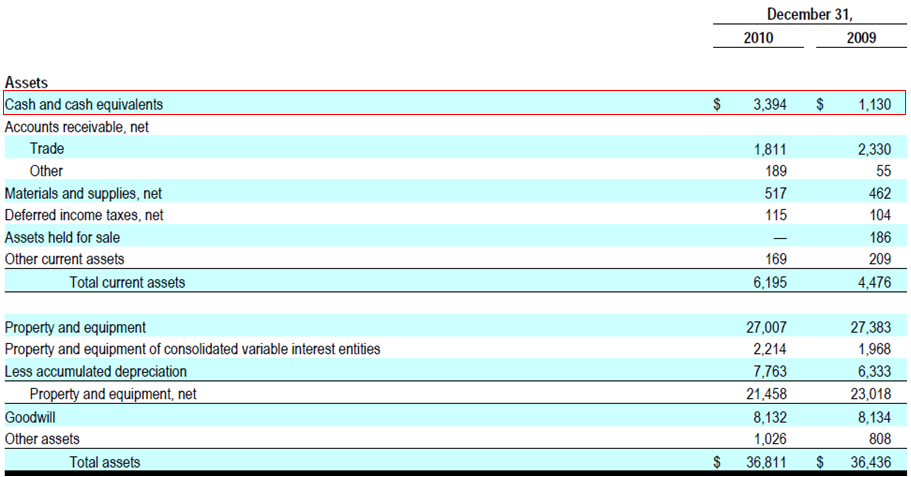 December 31,
2010 2009
Assets
Cash and cash equivalents $ 3,394 $ 1,130
Accounts receivable, net
Trade 1,811 2,330
Other 189 55
Materials and supplies, net 517 462
Deferred income taxes, net 115 104
Assets held for sale — 186
Other current assets 169 209
Total current assets 6,195 4,476
Property and equipment 27,007 27,383
Property and equipment of consolidated variable interest entities 2,214 1,968
Less accumulated depreciation 7,763 6,333
Property and equipment, net 21,458 23,018
Goodwill 8,132 8,134
Other assets 1,026 808
Total assets $ 36,811 $ 36,436